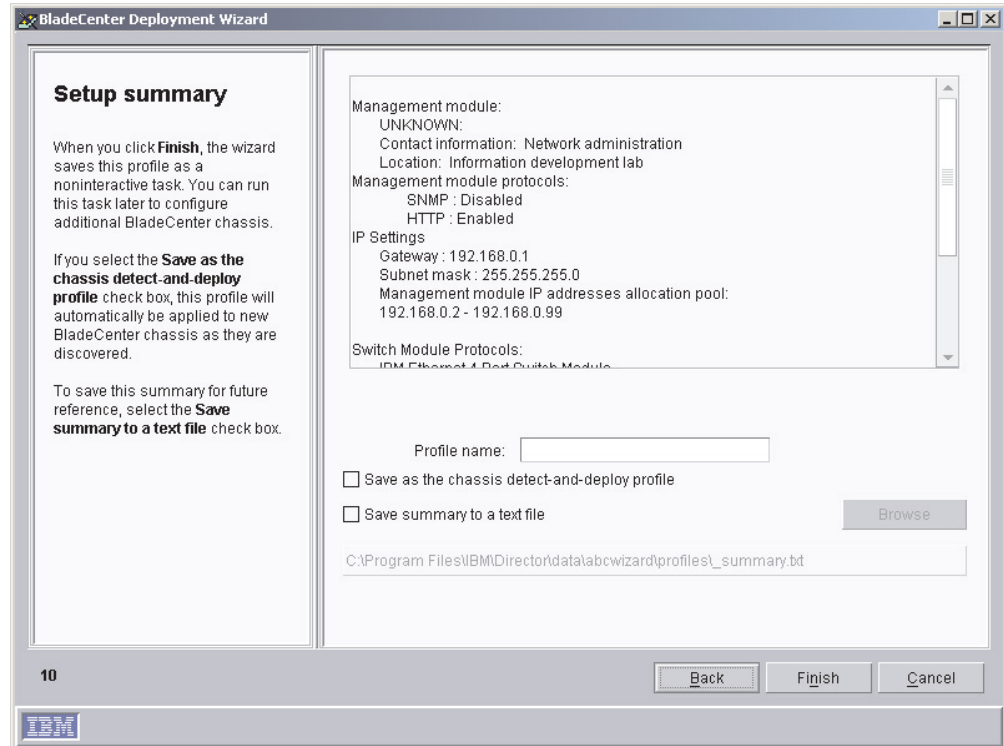 BladeCenter Deployment Wizard
Setup summary
When you click Finish, the wizard
saves this profile as a
noninteractive task. You can run
this task later to configure
additional BladeCenter chassis.
If you select the Save as the
chassis detect-and-deploy
profile check box, this profile will
automatically be applied to new
BladeCenter chassis as they are
discovered.
To save this summary for future
reference, select the Save
summary to a text file check box.
Management module:
UNKNOWN:
Contact information: Network administration
Location: Information development lab
Management module protocols:
SNMP : Disabled
HTTP : Enabled
IP Settings
Gateway : 192.168.0.1
Subnet mask : 255.255.255.0
Management module IP addresses allocation pool:
192.168.0.2 - 192.168.0.99
Switch Module Protocols:
IBM Ethernet 4 Port Switch Module
Profile name:
Save as the chassis detect-and-deploy profile
Save summary to a text file
Browse
C:\Program Files\IBM\Director\data\abcwizard\profiles\_summary.txt
10
Back
Finish
Cancel
IBM